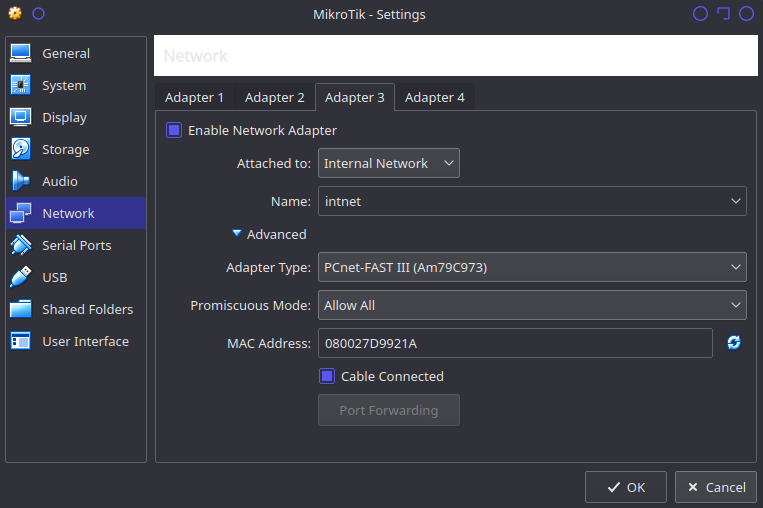 MikroTik - Settings
General
System
Display
Storage
Audio
Network
Serial Ports
USB
Shared Folders
User Interface
Network
Adapter 1 Adapter 2 Adapter 3 Adapter 4
Enable Network Adapter
Attached to: Internal Network
Name: intnet
Advanced
Adapter Type: PCnet-FAST III (Am79C973)
Promiscuous Mode: Allow All
MAC Address: 080027D9921A
Cable Connected
Port Forwarding
OK Cancel